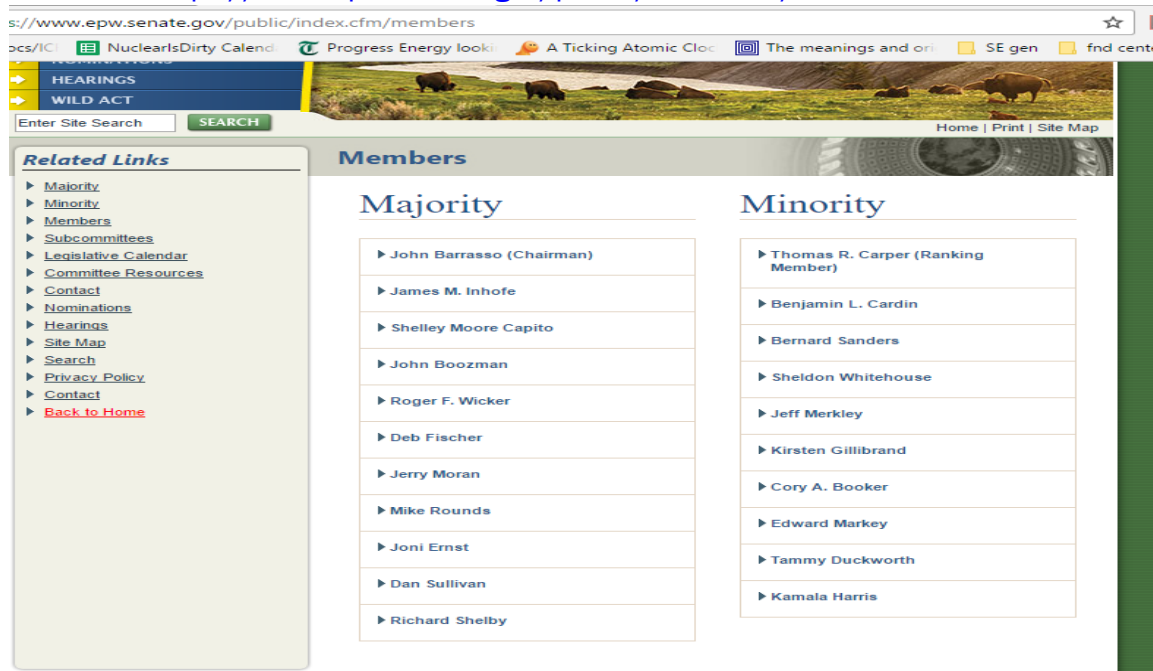 s://www.epw.senate.gov/public/index.cfm/members
ocs/IC NuclearIsDirty Calend Progress Energy looki A Ticking Atomic Cloc The meanings and ori SE gen fnd cente
HEARINGS
WILD ACT
Enter Site Search SEARCH
Home | Print | Site Map
Related Links
Majority
Minority
Members
Subcommittees
Legislative Calendar
Committee Resources
Contact
Nominations
Hearings
Site Map
Search
Privacy Policy
Contact
Back to Home
Members
Majority
John Barrasso (Chairman)
James M. Inhofe
Shelley Moore Capito
John Boozman
Roger F. Wicker
Deb Fischer
Jerry Moran
Mike Rounds
Joni Ernst
Dan Sullivan
Richard Shelby
Minority
Thomas R. Carper (Ranking
Member)
Benjamin L. Cardin
Bernard Sanders
Sheldon Whitehouse
Jeff Merkley
Kirsten Gillibrand
Cory A. Booker
Edward Markey
Tammy Duckworth
Kamala Harris